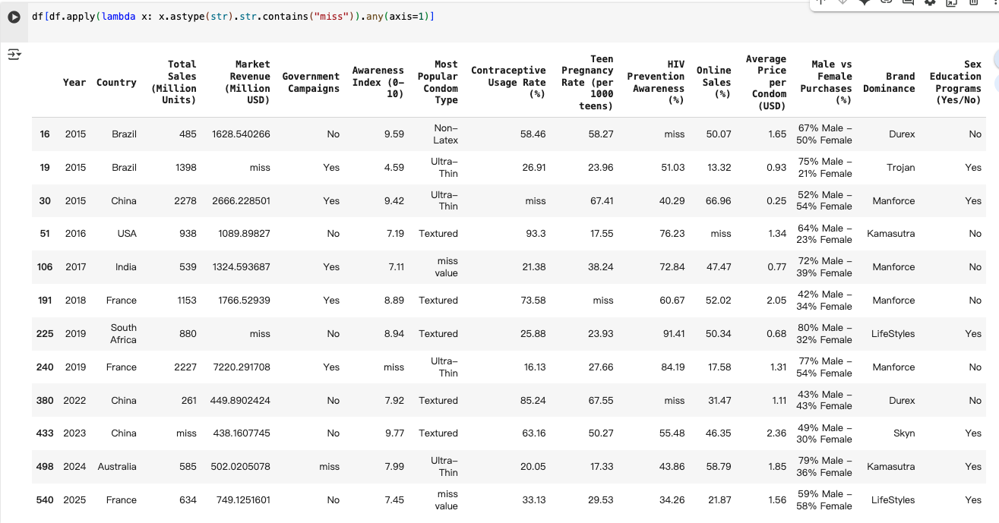 df[df.apply(lambda x: x.astype(str).str.contains("miss")).any(axis=1)]
Year Country Total Sales (Million Units) Market Revenue (Million USD) Government Campaigns Awareness Index (0-10) Most Popular Condom Type Contraceptive Usage Rate (%) Teen Pregnancy Rate (per 1000 teens) HIV Prevention Awareness (%) Online Sales (%) Average Price per Condom (USD) Male vs Female Purchases (%) Brand Dominance Sex Education Programs (Yes/No)
16 2015 Brazil 485 1628.540266 No 9.59 Non-Latex 58.46 58.27 miss 50.07 1.65 67% Male - 50% Female Durex No
19 2015 Brazil 1398 miss Yes 4.59 Ultra-Thin 26.91 23.96 51.03 13.32 0.93 75% Male - 21% Female Trojan Yes
30 2015 China 2278 2666.228501 Yes 9.42 Ultra-Thin miss 67.41 40.29 66.96 0.25 52% Male - 54% Female Manforce Yes
51 2016 USA 938 1089.89827 No 7.19 Textured 93.3 17.55 76.23 miss 1.34 64% Male - 23% Female Kamasutra No
106 2017 India 539 1324.593687 Yes 7.11 miss value 21.38 38.24 72.84 47.47 0.77 72% Male - 39% Female Manforce No
191 2018 France 1153 1766.52939 Yes 8.89 Textured 73.58 miss 60.67 52.02 2.05 42% Male - 34% Female Manforce No
225 2019 South Africa 880 miss No 8.94 Textured 25.88 23.93 91.41 50.34 0.68 80% Male - 32% Female LifeStyles Yes
240 2019 France 2227 7220.291708 Yes miss Ultra-Thin 16.13 27.66 84.19 17.58 1.31 77% Male - 54% Female Manforce No
380 2022 China 261 449.8902424 No 7.92 Textured 85.24 67.55 miss 31.47 1.11 43% Male - 43% Female Durex No
433 2023 China miss 438.1607745 No 9.77 Textured 63.16 50.27 55.48 46.35 2.36 49% Male - 30% Female Skyn Yes
498 2024 Australia 585 502.0205078 miss 7.99 Ultra-Thin 20.05 17.33 43.86 58.79 1.85 79% Male - 36% Female Kamasutra Yes
540 2025 France 634 749.1251601 No 7.45 miss value 33.13 29.53 34.26 21.87 1.56 59% Male - 58% Female LifeStyles Yes